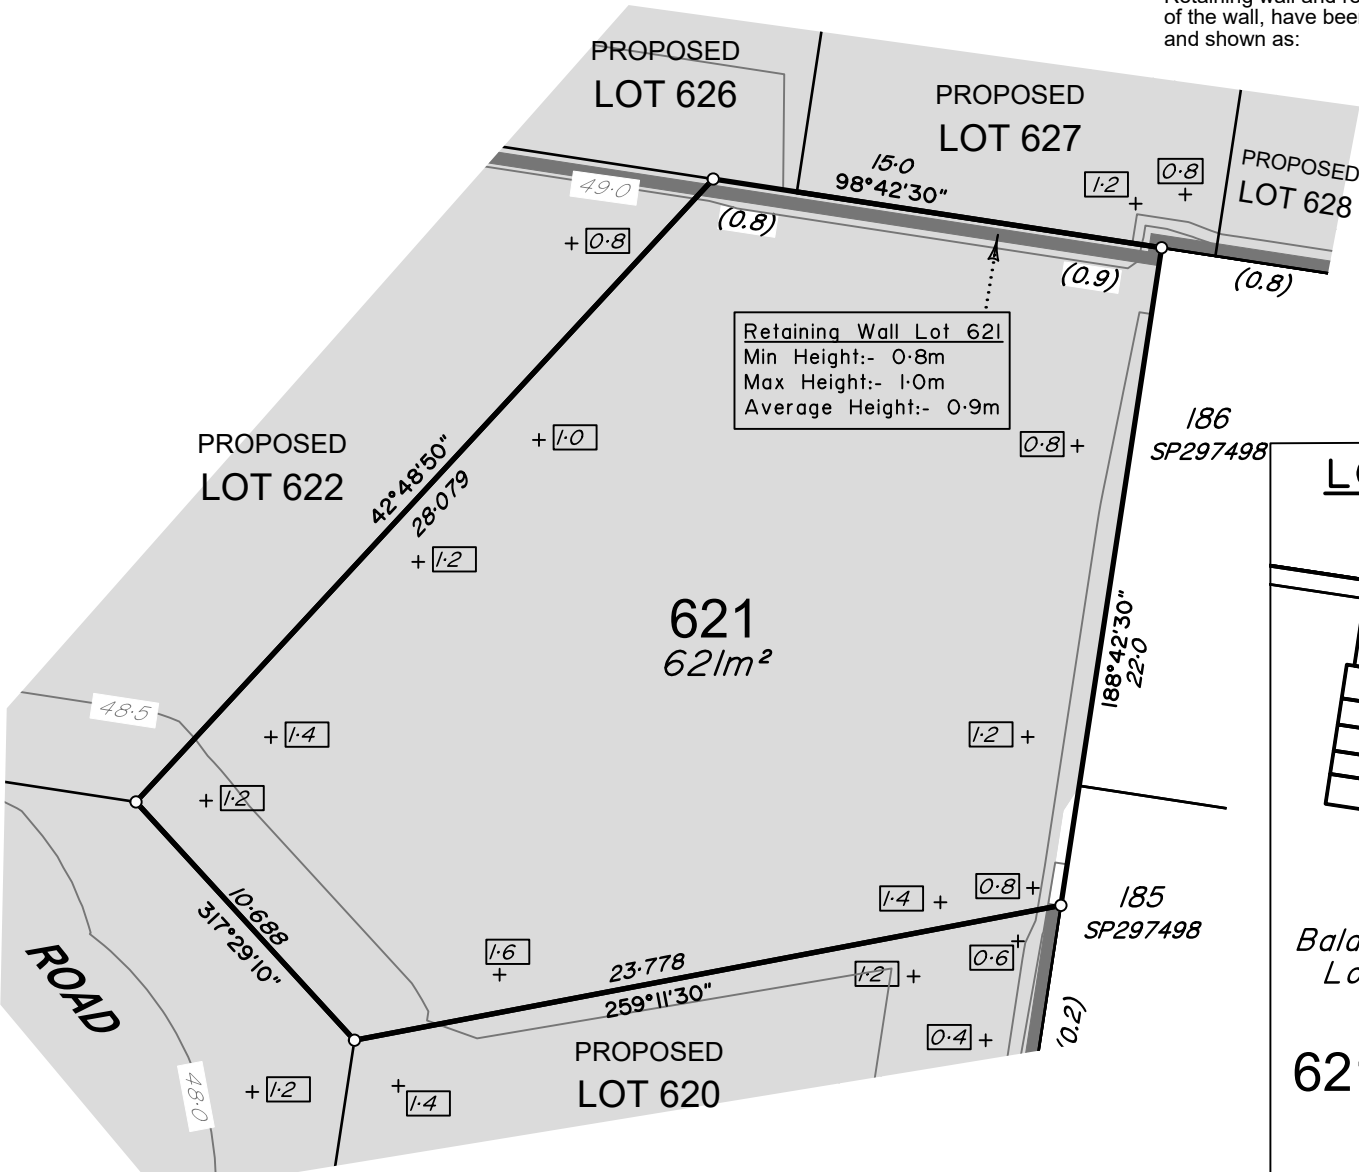 of the wall, have been
and shown as:
PROPOSED
LOT 626
PROPOSED
LOT 627
PROPOSED
LOT 628
15·0
98°42'30"
1·2
0·8
49·0
(0.8)
(0.9)
(0.8)
0·8
Retaining Wall Lot 621
Min Height:- 0·8m
Max Height:- 1·0m
Average Height:- 0·9m
186
SP297498
PROPOSED
LOT 622
42°48'50"
28·079
1·0
0·8
1·2
621
621m²
188°42'30"
22·0
48·5
1·4
1·2
1·2
10·688
317°29'10"
ROAD
1·6
23·778
259°11'30"
1·4
0·8
185
SP297498
1·2
0·6
0·4
(0.2)
PROPOSED
LOT 620
48·0
1·2
1·4